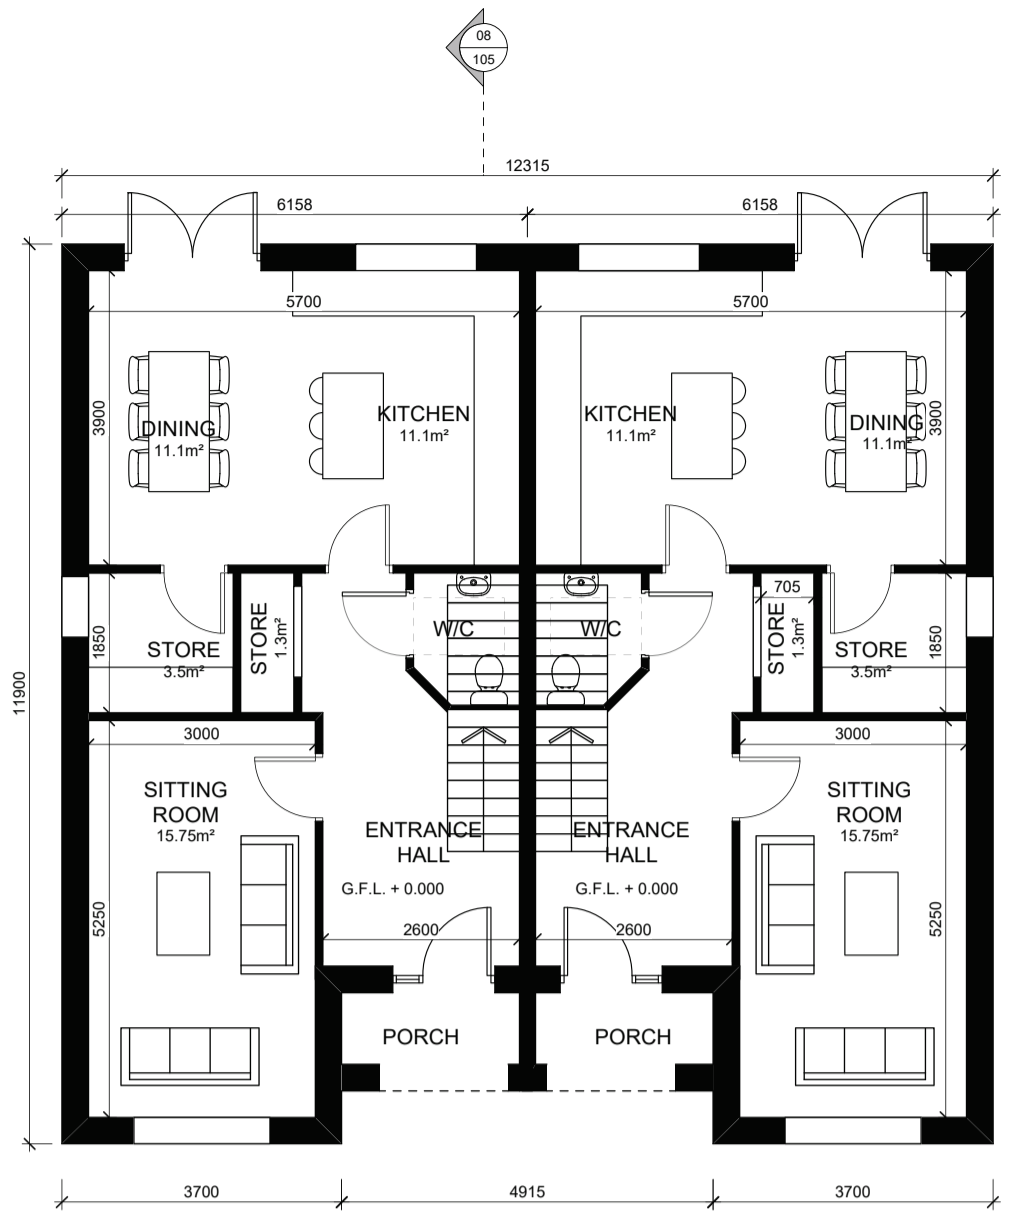 08
105
12315
6158
6158
5700
5700
3900
3900
DINING
11.1m²
KITCHEN
11.1m²
KITCHEN
11.1m²
DINING
11.1m²
11900
1850
STORE
3.5m²
STORE
1.3m²
W/C
W/C
705
STORE
1.3m²
STORE
3.5m²
1850
3000
3000
SITTING
ROOM
15.75m²
SITTING
ROOM
15.75m²
ENTRANCE
HALL
G.F.L. + 0.000
ENTRANCE
HALL
G.F.L. + 0.000
5250
5250
2600
2600
PORCH
PORCH
3700
4915
3700